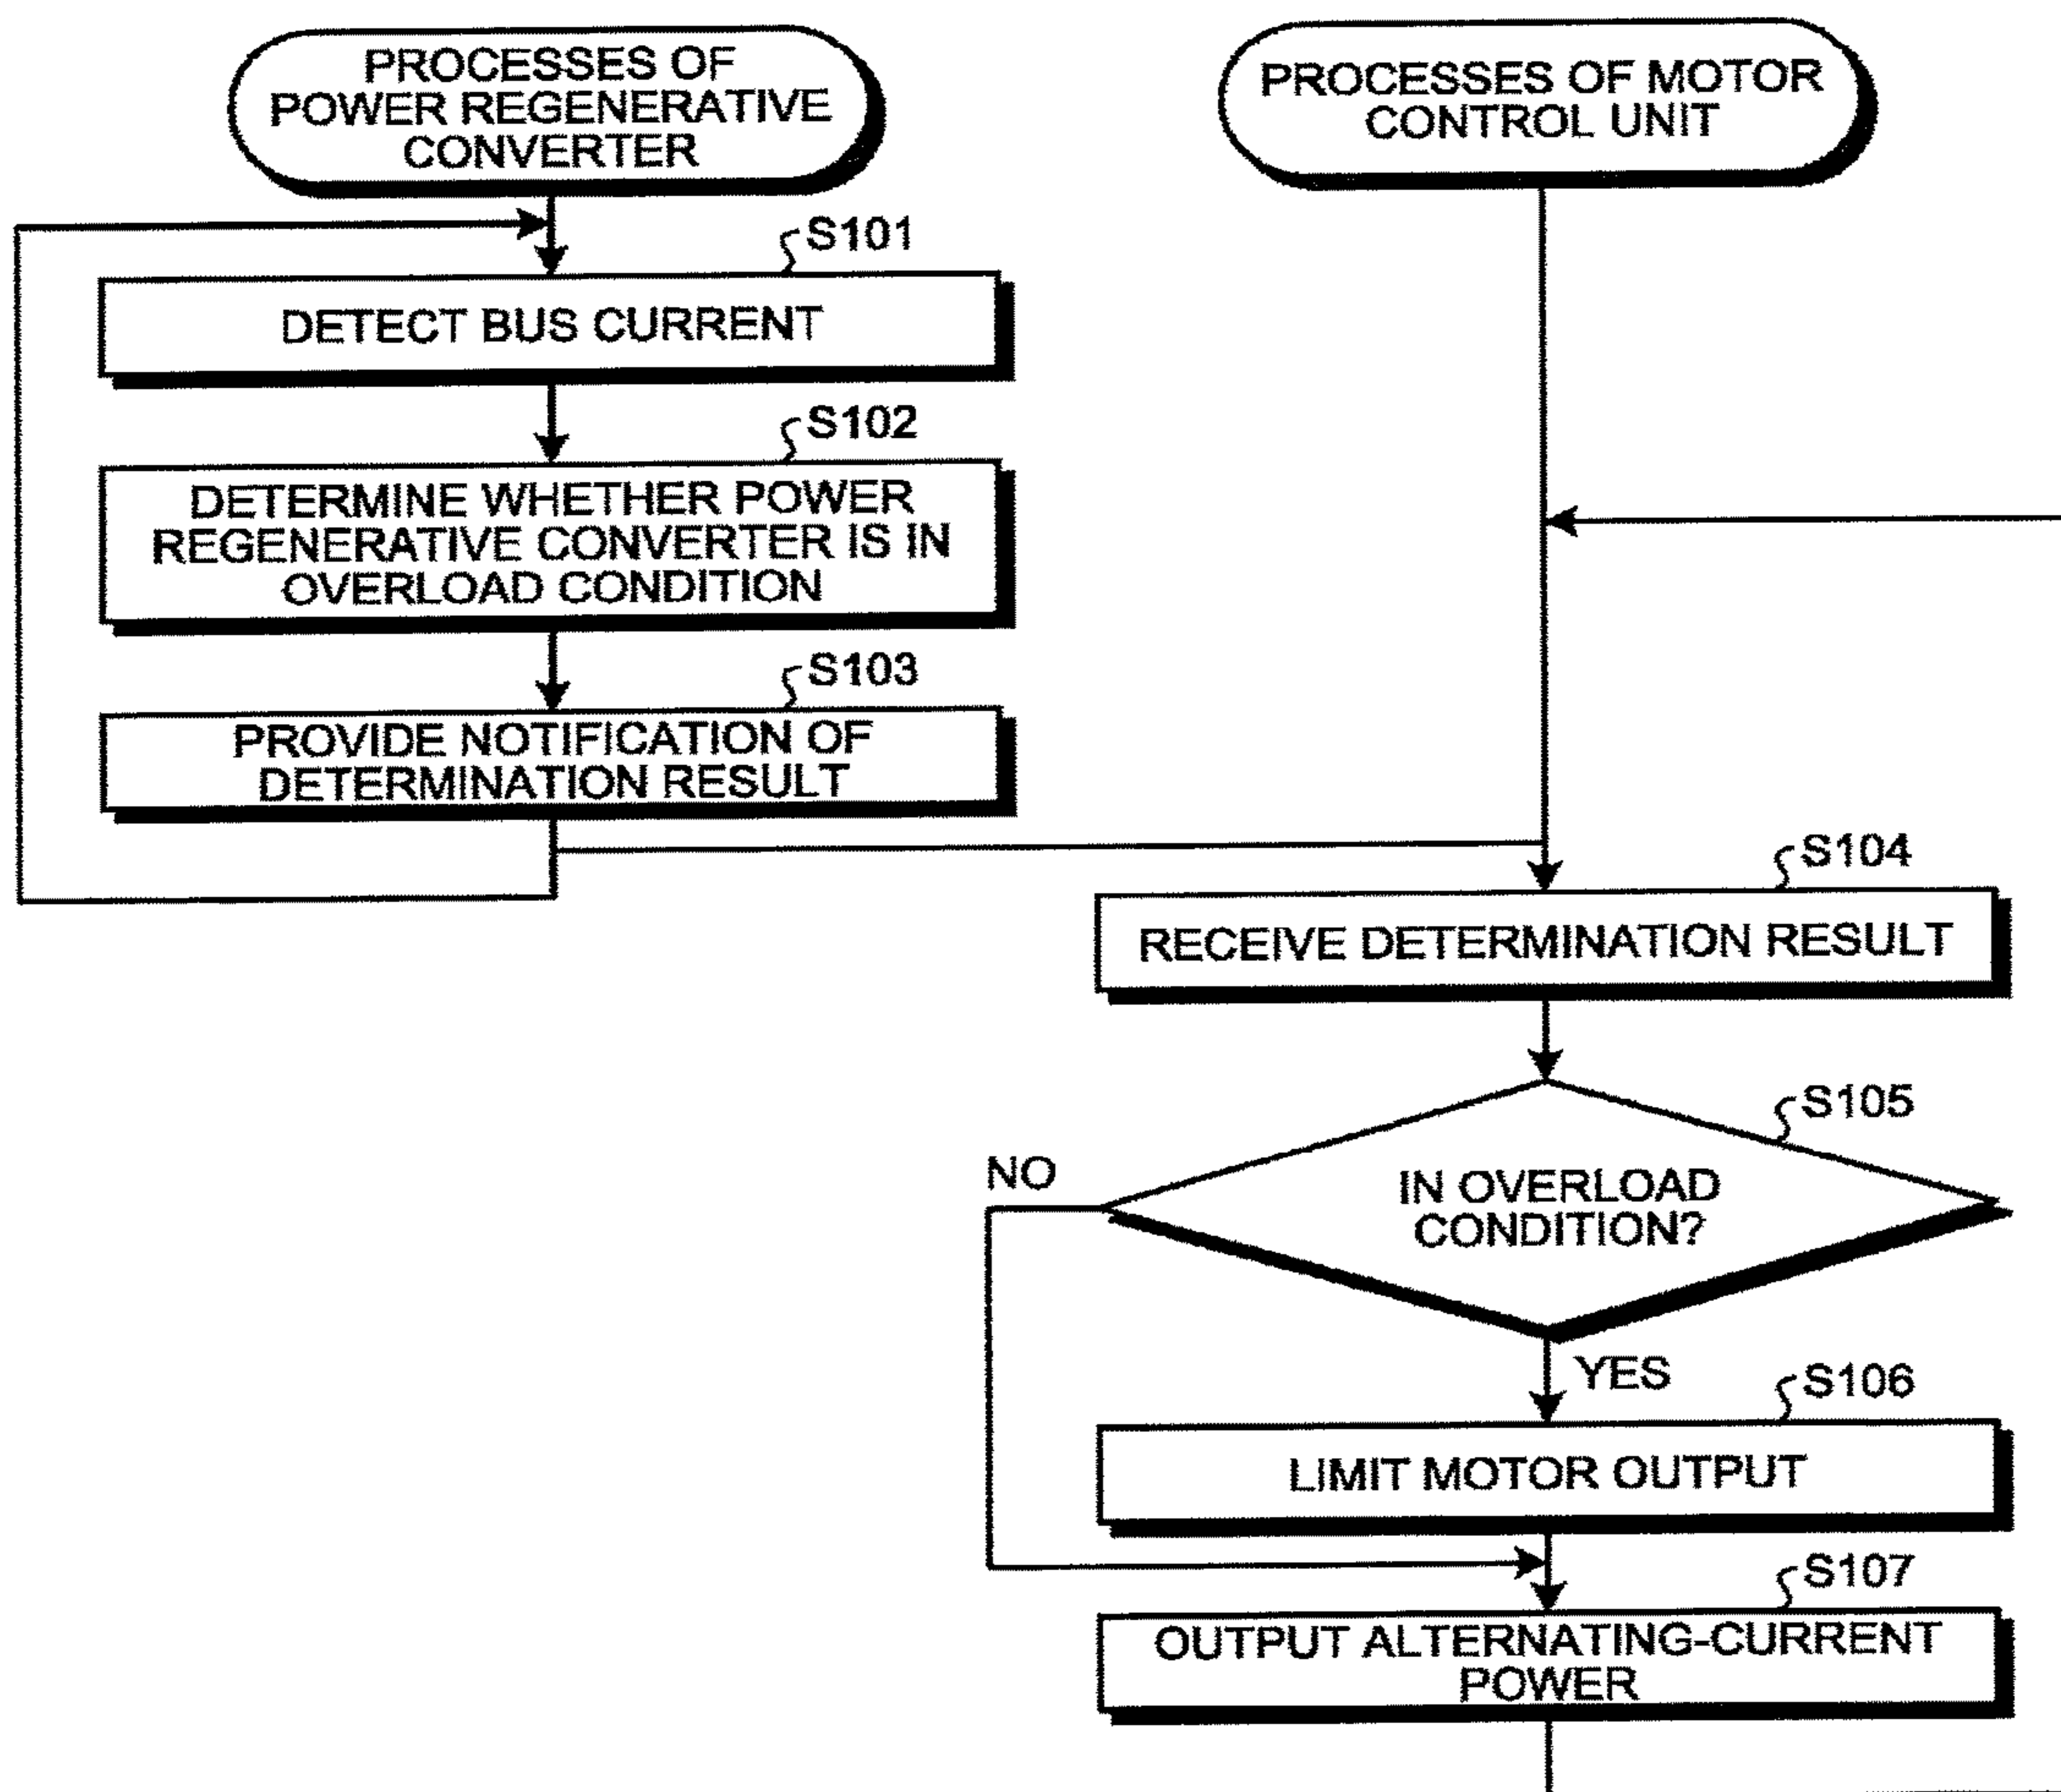 PROCESSES OF
POWER REGENERATIVE
CONVERTER
S101
DETECT BUS CURRENT
S102
DETERMINE WHETHER POWER
REGENERATIVE CONVERTER IS IN
OVERLOAD CONDITION
S103
PROVIDE NOTIFICATION OF
DETERMINATION RESULT
PROCESSES OF MOTOR
CONTROL UNIT
S104
RECEIVE DETERMINATION RESULT
S105
IN OVERLOAD
CONDITION?
NO
YES
S106
LIMIT MOTOR OUTPUT
S107
OUTPUT ALTERNATING-CURRENT
POWER